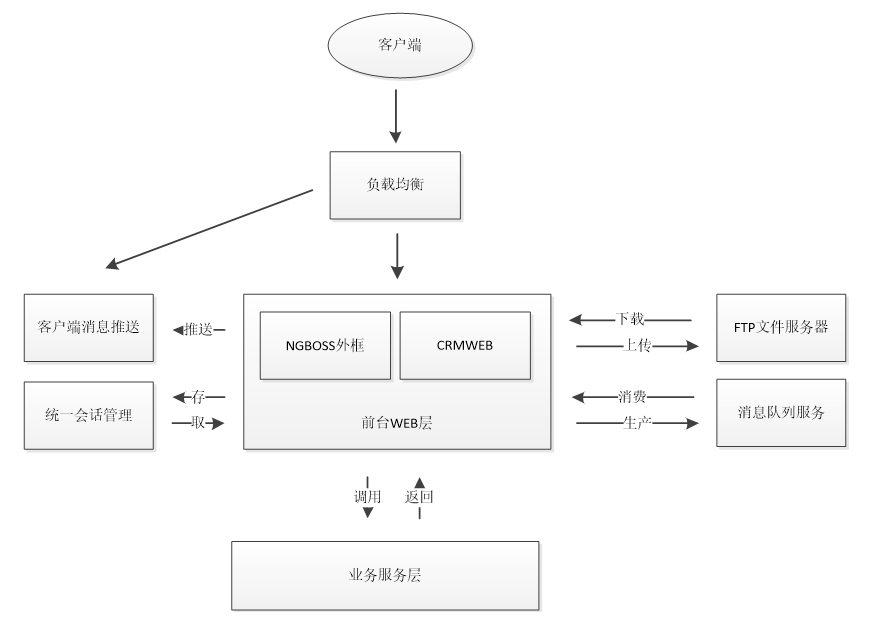 客户端
负载均衡
客户端消息推送
推送
NGBOSS外框
CRMWEB
下载
上传
FTP文件服务器
统一会话管理
存
取
前台WEB层
消费
生产
消息队列服务
调用
返回
业务服务层